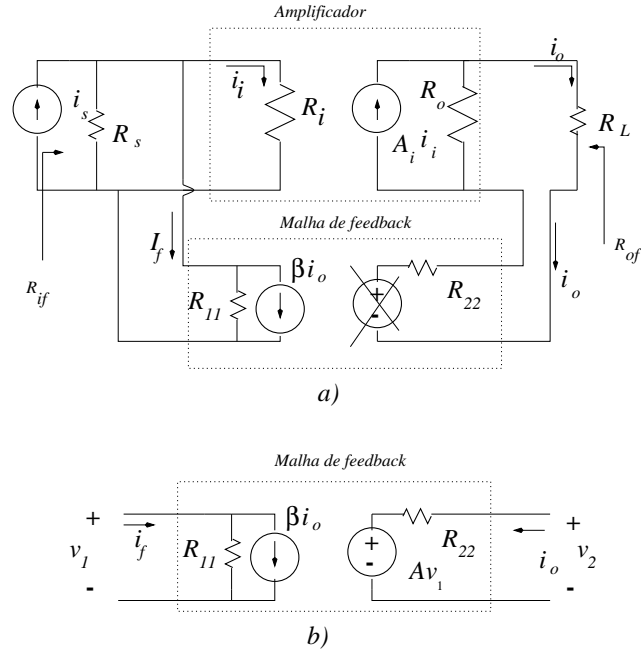 Amplificador
i_s
R_s
i_i
R_i
A_i i_i
R_o
i_o
R_L
R_if
I_f
Malha de feedback
R_11
βi_o
+
-
R_22
i_o
R_of
a)
Malha de feedback
+
v_1
-
i_f
R_11
βi_o
+
-
Av_1
R_22
i_o
+
v_2
-
b)